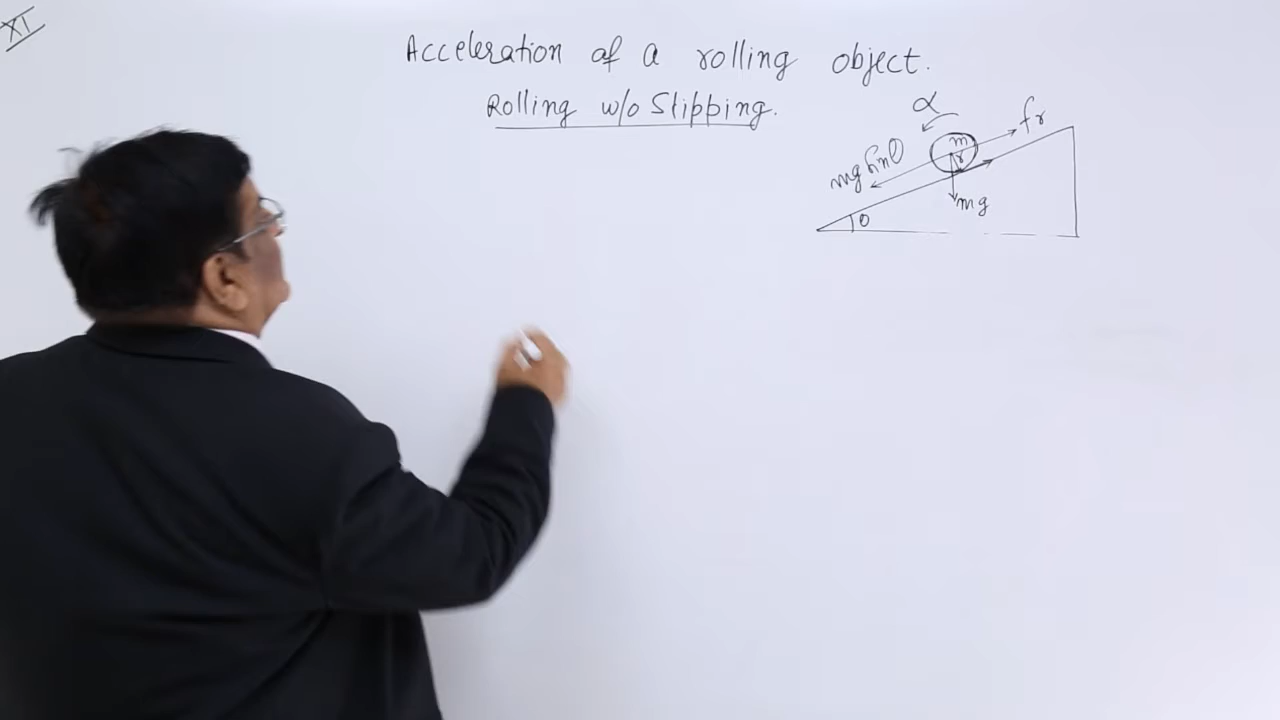 XI
Acceleration of a rolling object.
Rolling w/o Slipping.
α
fr
mg sinθ
m
r
mg
θ